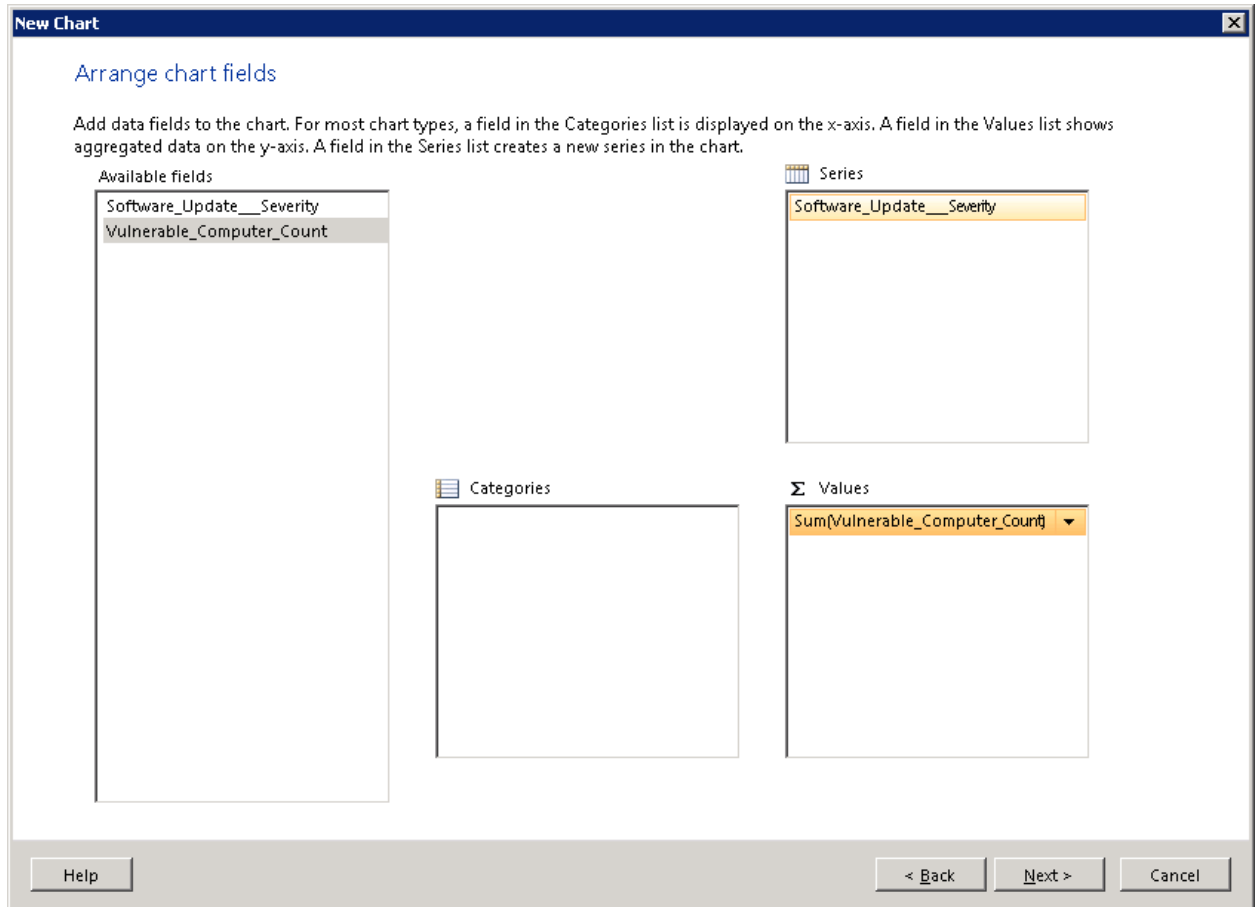 New Chart
Arrange chart fields
Add data fields to the chart. For most chart types, a field in the Categories list is displayed on the x-axis. A field in the Values list shows
aggregated data on the y-axis. A field in the Series list creates a new series in the chart.
Available fields
Software_Update___Severity
Vulnerable_Computer_Count
Series
Software_Update___Severity
Categories
Σ Values
Sum(Vulnerable_Computer_Count)
Help
< Back
Next >
Cancel